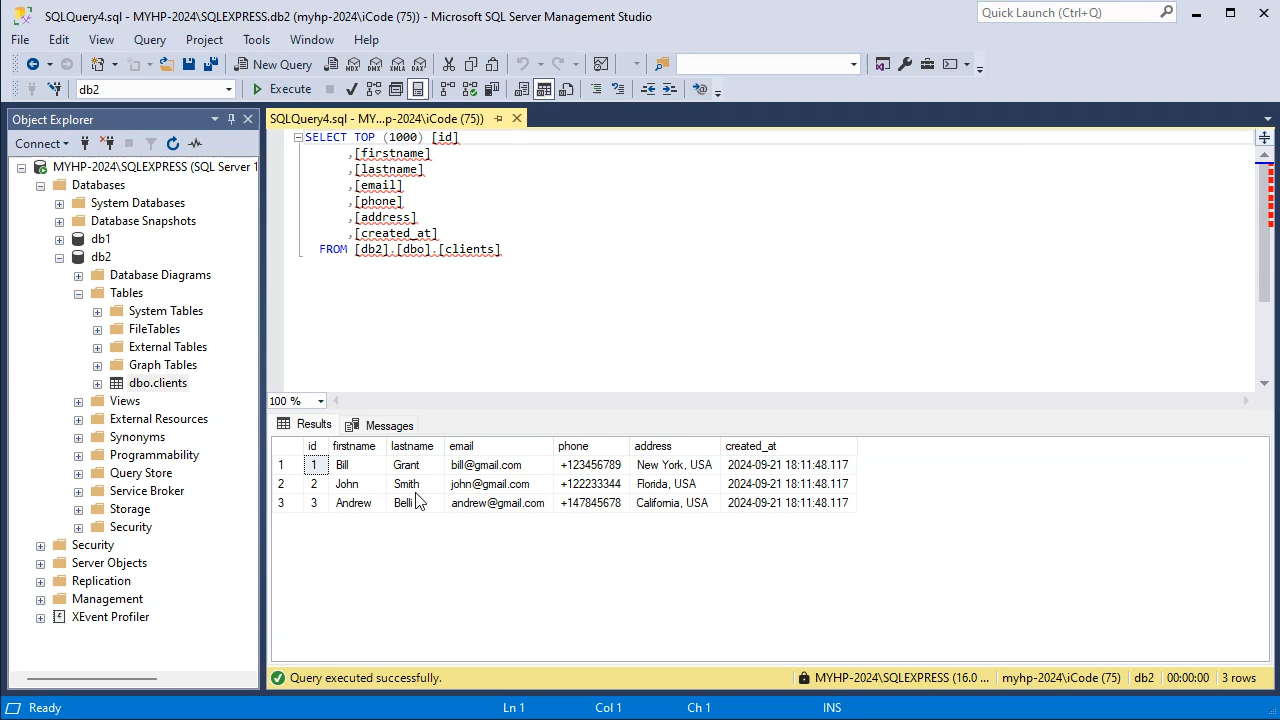 SQLQuery4.sql - MYHP-2024\SQLEXPRESS.db2 (myhp-2024\iCode (75)) - Microsoft SQL Server Management Studio
Quick Launch (Ctrl+Q)
File Edit View Query Project Tools Window Help
New Query MDX DMX XMLA DAX
db2 Execute
Object Explorer
Connect
MYHP-2024\SQLEXPRESS (SQL Server 1
Databases
System Databases
Database Snapshots
db1
db2
Database Diagrams
Tables
System Tables
FileTables
External Tables
Graph Tables
dbo.clients
Views
External Resources
Synonyms
Programmability
Query Store
Service Broker
Storage
Security
Security
Server Objects
Replication
Management
XEvent Profiler
SQLQuery4.sql - MY...p-2024\iCode (75))
SELECT TOP (1000) [id]
,[firstname]
,[lastname]
,[email]
,[phone]
,[address]
,[created_at]
FROM [db2].[dbo].[clients]
100 %
Results Messages
id firstname lastname email phone address created_at
1 1 Bill Grant bill@gmail.com +123456789 New York, USA 2024-09-21 18:11:48.117
2 2 John Smith john@gmail.com +122233344 Florida, USA 2024-09-21 18:11:48.117
3 3 Andrew Belli andrew@gmail.com +147845678 California, USA 2024-09-21 18:11:48.117
Query executed successfully. MYHP-2024\SQLEXPRESS (16.0 ... myhp-2024\iCode (75) db2 00:00:00 3 rows
Ready Ln 1 Col 1 Ch 1 INS